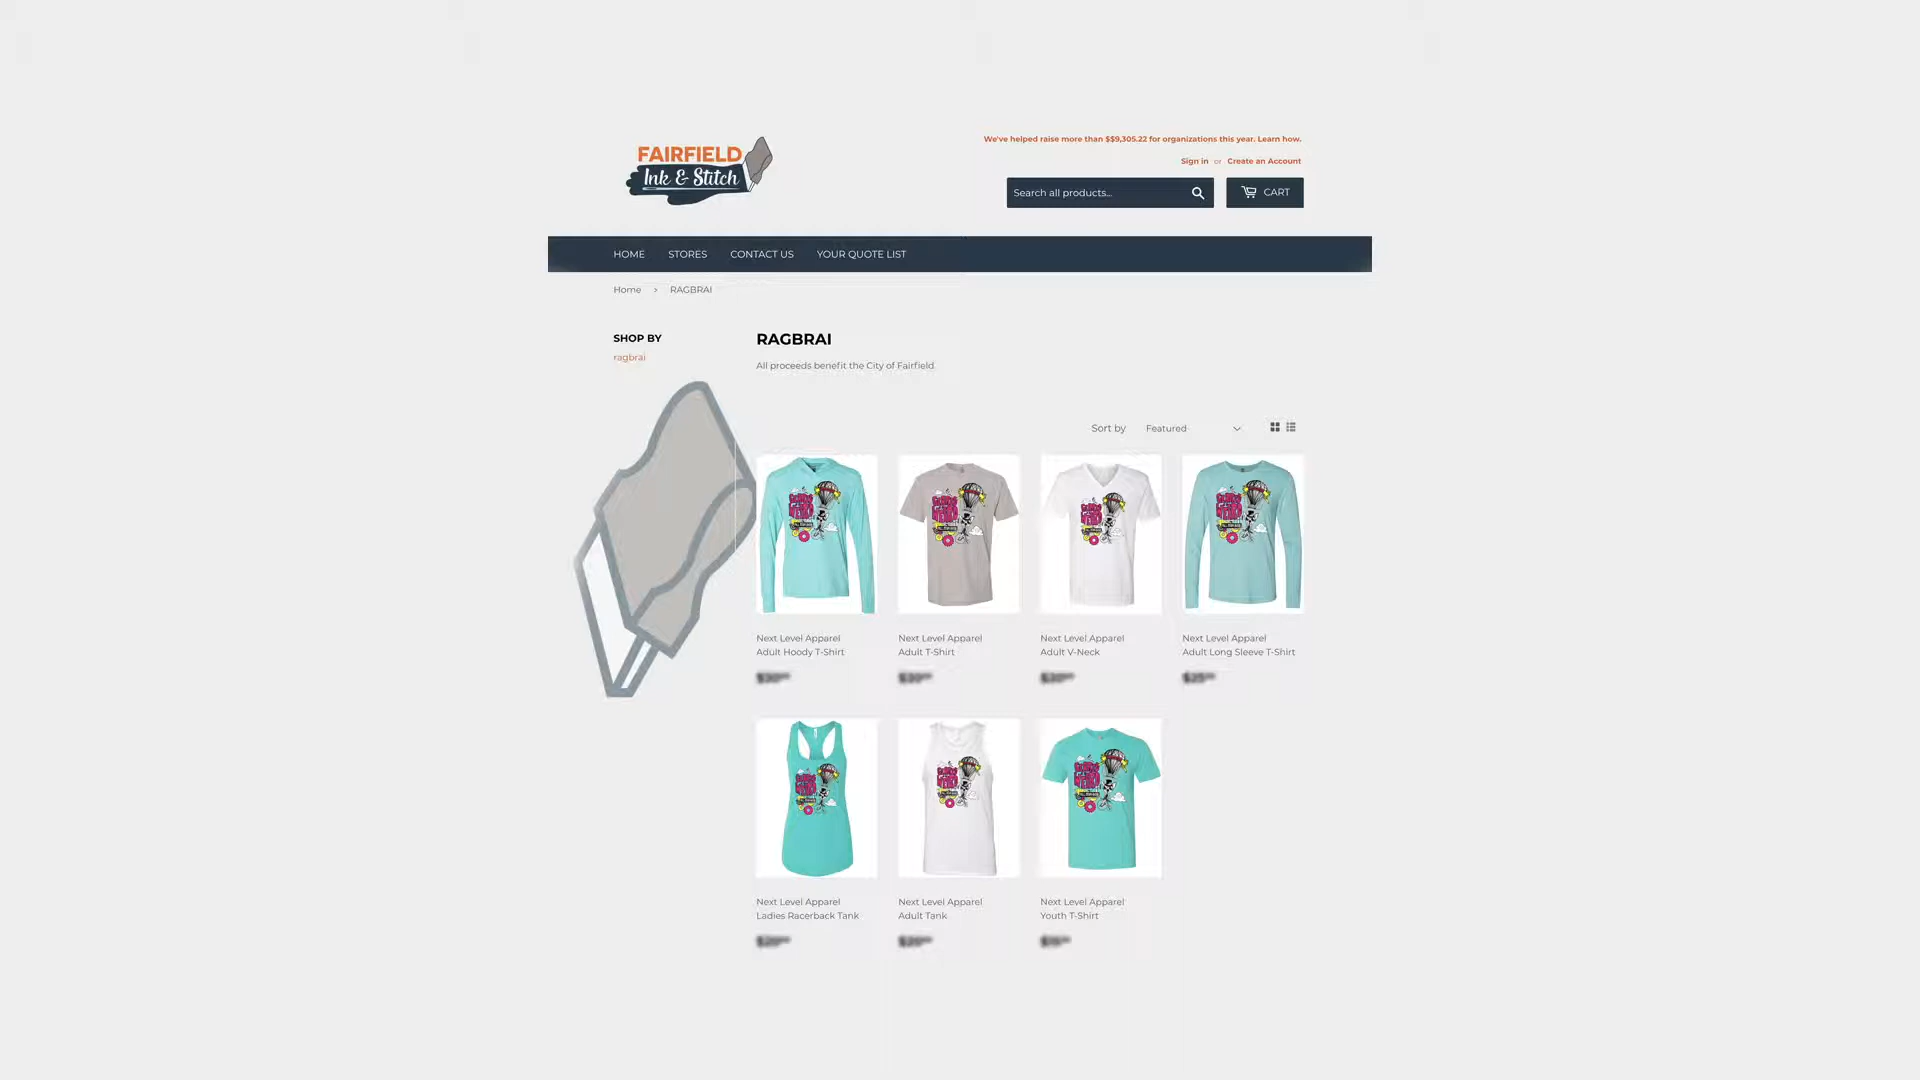 FAIRFIELD
Ink & Stitch
We've helped raise more than $$9,305.22 for organizations this year. Learn how.
Sign in or Create an Account
Search all products...
CART
HOME STORES CONTACT US YOUR QUOTE LIST
Home > RAGBRAI
SHOP BY
ragbrai
RAGBRAI
All proceeds benefit the City of Fairfield
Sort by Featured
Next Level Apparel
Adult Hoody T-Shirt
Next Level Apparel
Adult T-Shirt
Next Level Apparel
Adult V-Neck
Next Level Apparel
Adult Long Sleeve T-Shirt
Next Level Apparel
Ladies Racerback Tank
Next Level Apparel
Adult Tank
Next Level Apparel
Youth T-Shirt